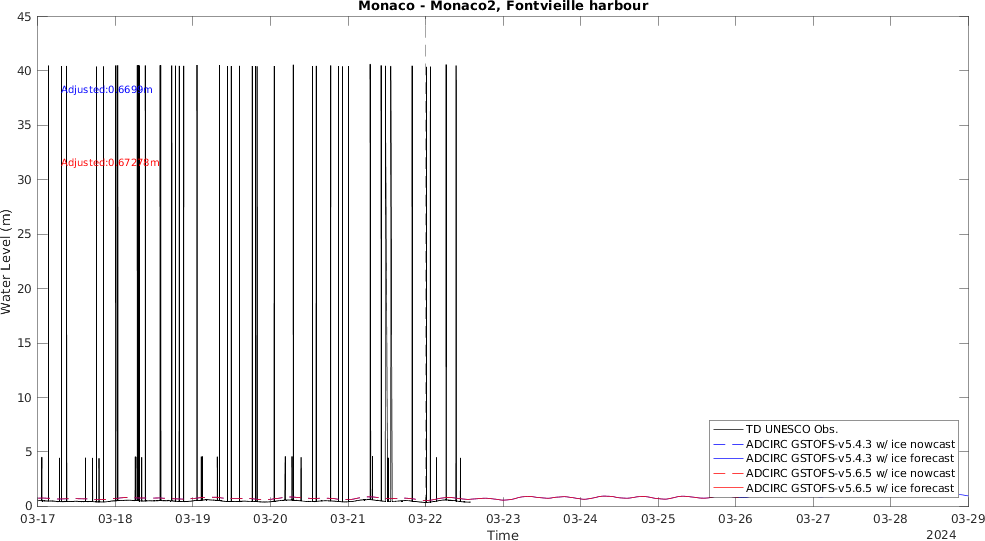 Monaco - Monaco2, Fontvieille harbour
45
40
35
30
25
20
15
10
5
0
Water Level (m)
Adjusted:0.6699m
Adjusted:0.67278m
TD UNESCO Obs.
ADCIRC GSTOFS-v5.4.3 w/ ice nowcast
ADCIRC GSTOFS-v5.4.3 w/ ice forecast
ADCIRC GSTOFS-v5.6.5 w/ ice nowcast
ADCIRC GSTOFS-v5.6.5 w/ ice forecast
03-17 03-18 03-19 03-20 03-21 03-22 03-23 03-24 03-25 03-26 03-27 03-28 03-29
Time
2024